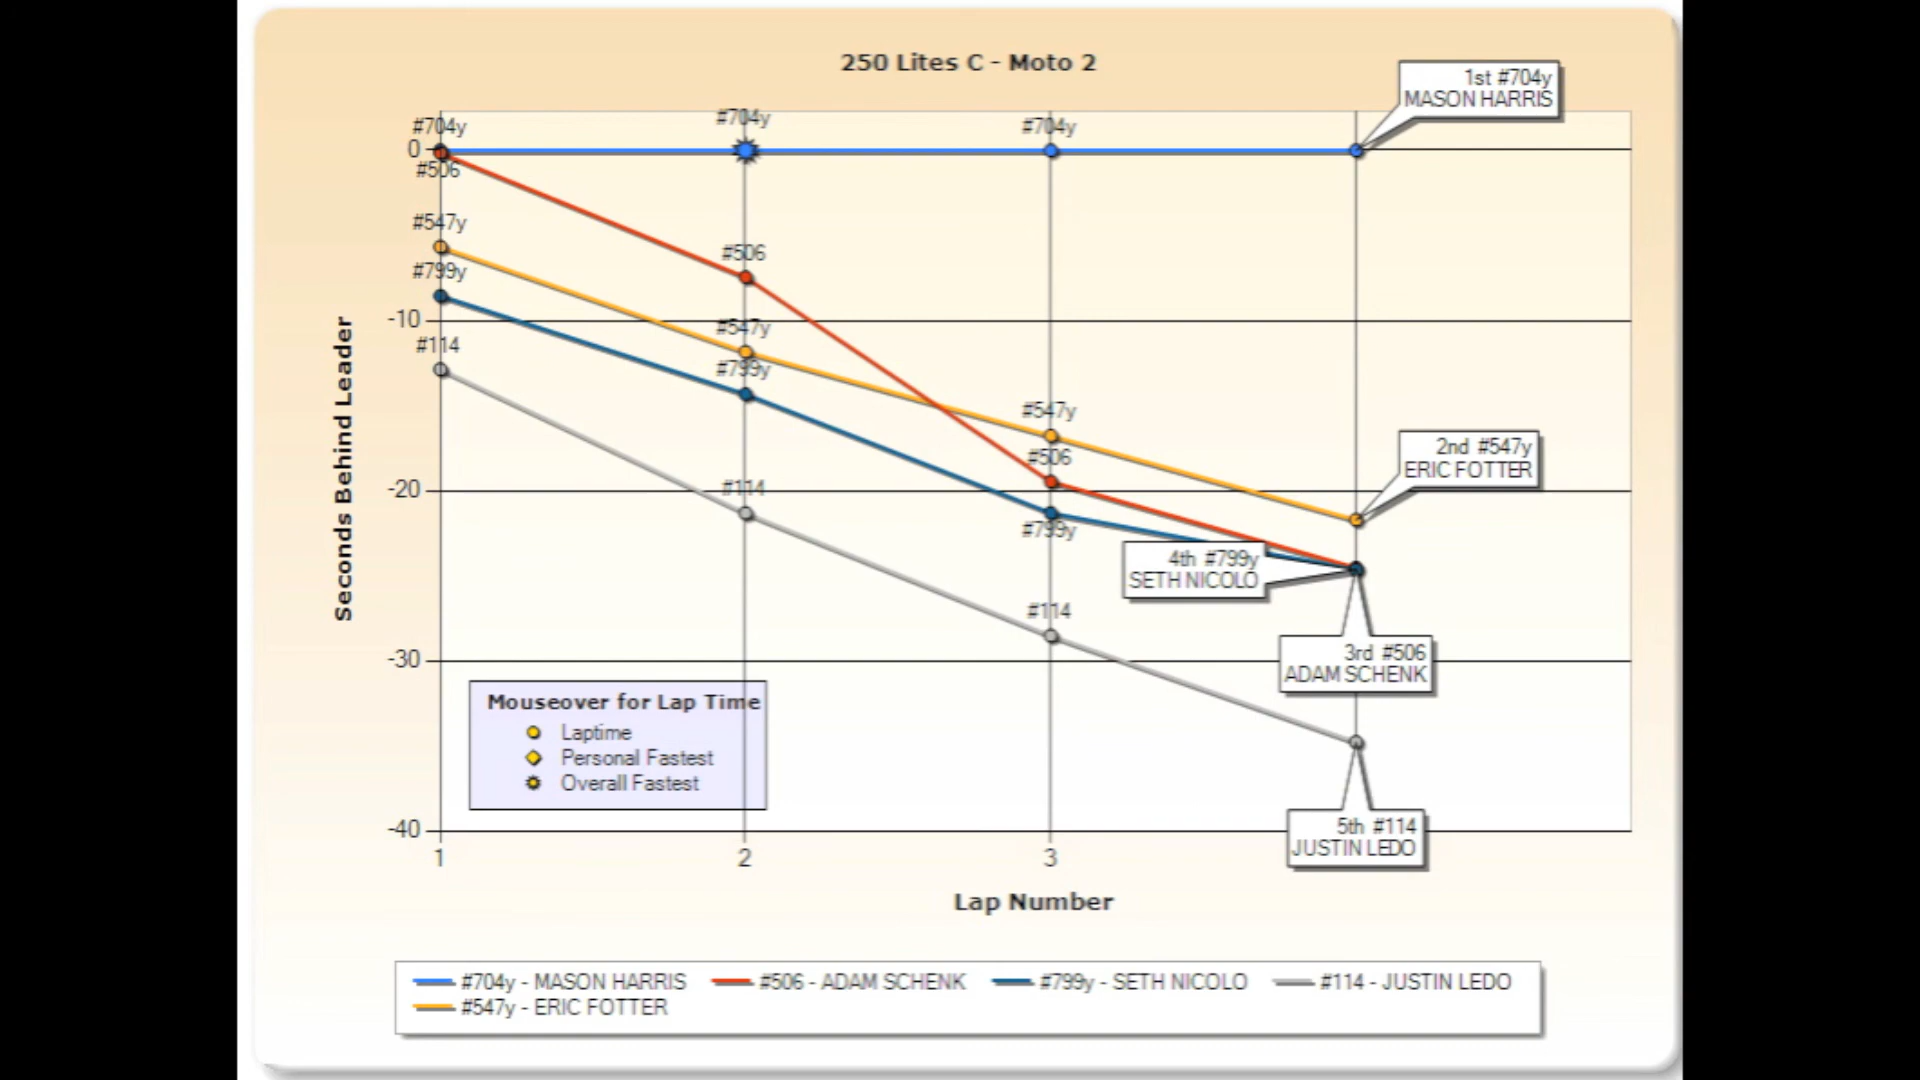 250 Lites C - Moto 2
1st #704y
MASON HARRIS
#704y
#704y
#704y
0
#506
#547y
#799y
#506
-10
#547y
#114
#799y
#547y
2nd #547y
ERIC FOTTER
#506
-20
#114
#799y
4th #799y
SETH NICOLO
#114
3rd #506
ADAM SCHENK
-30
Seconds Behind Leader
Mouseover for Lap Time
Laptime
Personal Fastest
Overall Fastest
-40
5th #114
JUSTIN LEDO
1
2
3
Lap Number
#704y - MASON HARRIS
#506 - ADAM SCHENK
#799y - SETH NICOLO
#114 - JUSTIN LEDO
#547y - ERIC FOTTER